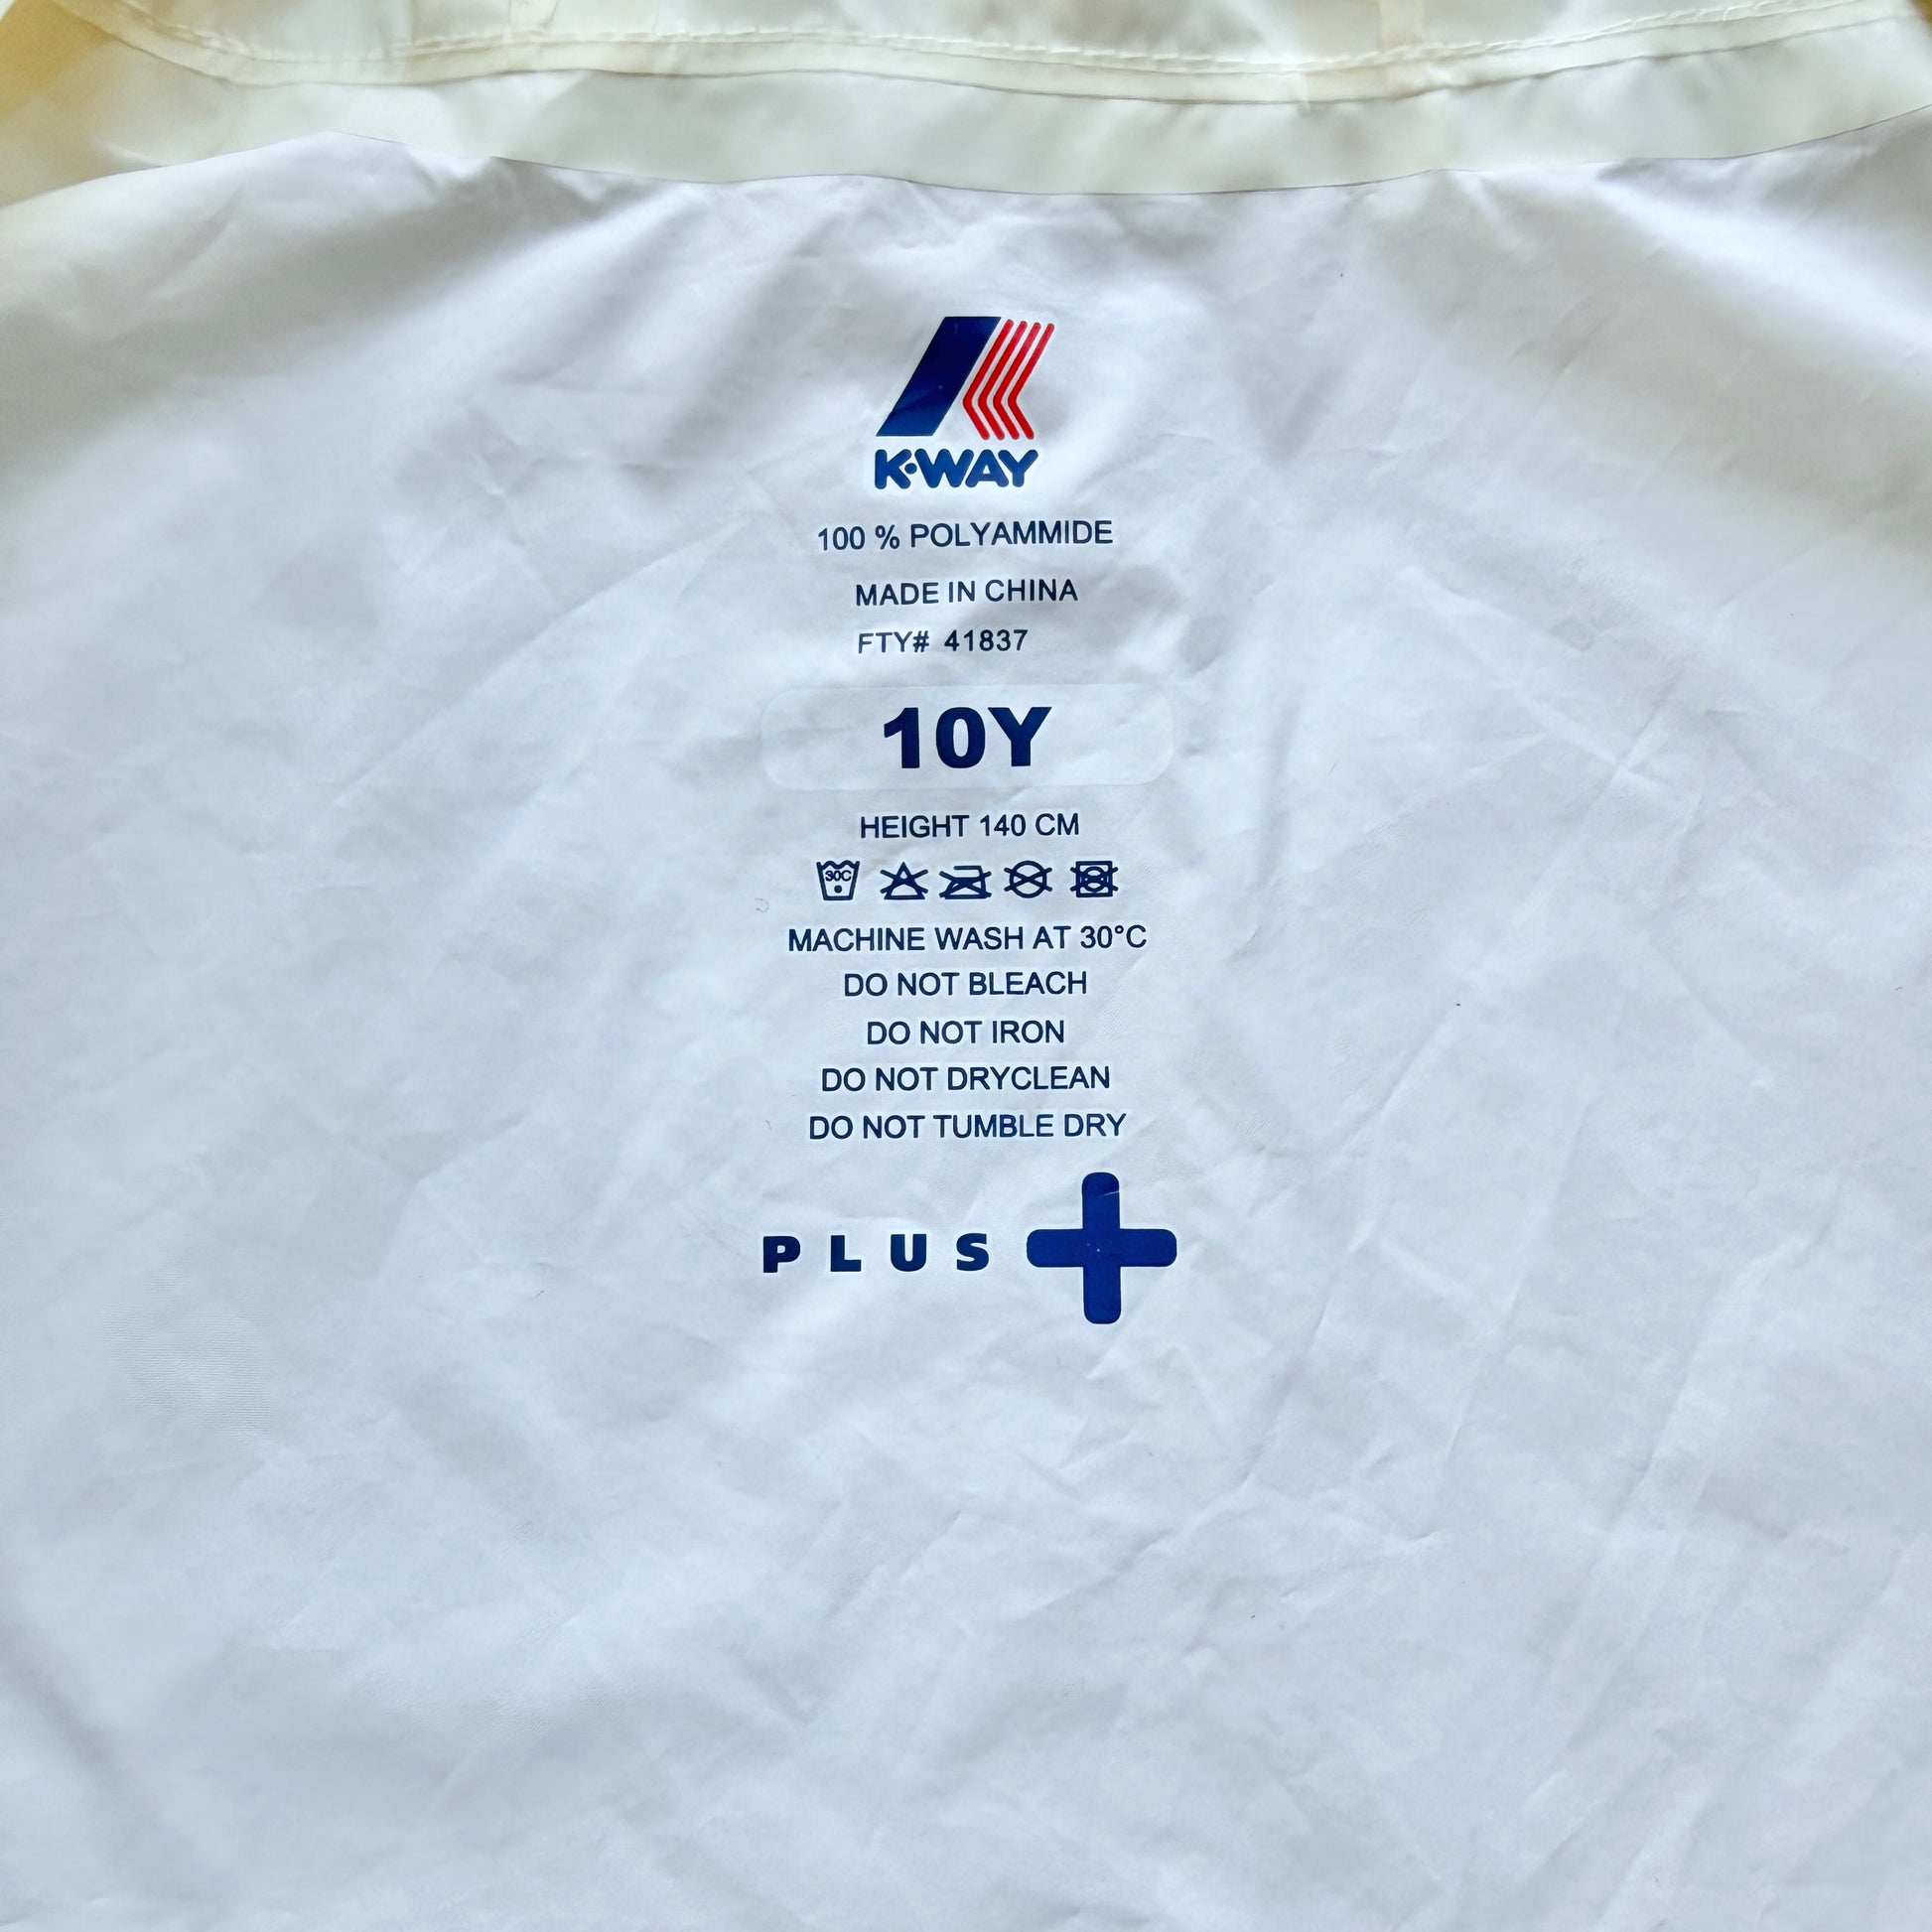 K·WAY
100 % POLYAMMIDE
MADE IN CHINA
FTY# 41837
10Y
HEIGHT 140 CM
30C
MACHINE WASH AT 30°C
DO NOT BLEACH
DO NOT IRON
DO NOT DRYCLEAN
DO NOT TUMBLE DRY
PLUS